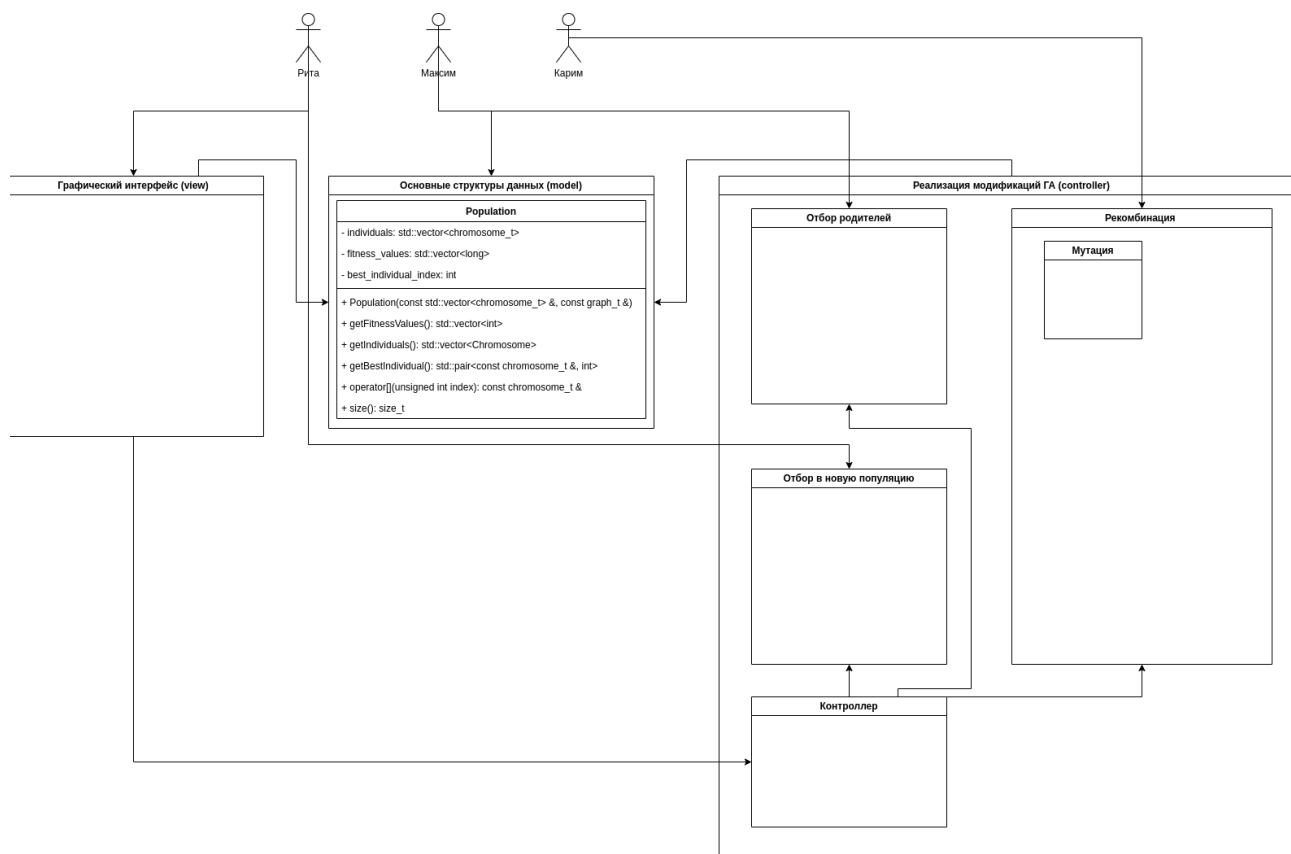 Рита
Максим
Карим
Графический интерфейс (view)
Основные структуры данных (model)
Реализация модификаций ГА (controller)
Population
- individuals: std::vector<chromosome_t>
- fitness_values: std::vector<long>
- best_individual_index: int
+ Population(const std::vector<chromosome_t> &, const graph_t &)
+ getFitnessValues(): std::vector<int>
+ getIndividuals(): std::vector<Chromosome>
+ getBestIndividual(): std::pair<const chromosome_t &, int>
+ operator[](unsigned int index): const chromosome_t &
+ size(): size_t
Отбор родителей
Рекомбинация
Мутация
Отбор в новую популяцию
Контроллер